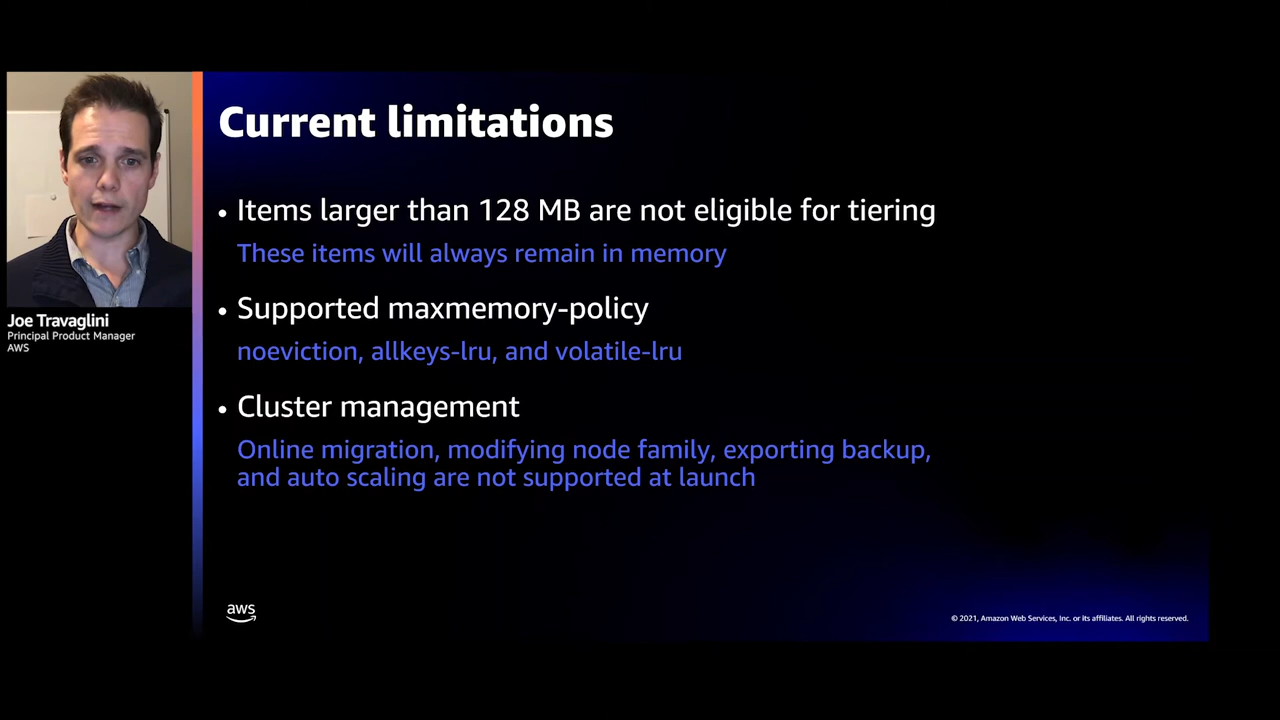 Current limitations
• Items larger than 128 MB are not eligible for tiering
These items will always remain in memory
• Supported maxmemory-policy
noeviction, allkeys-lru, and volatile-lru
• Cluster management
Online migration, modifying node family, exporting backup,
and auto scaling are not supported at launch
Joe Travaglini
Principal Product Manager
AWS
aws
© 2021, Amazon Web Services, Inc. or its affiliates. All rights reserved.